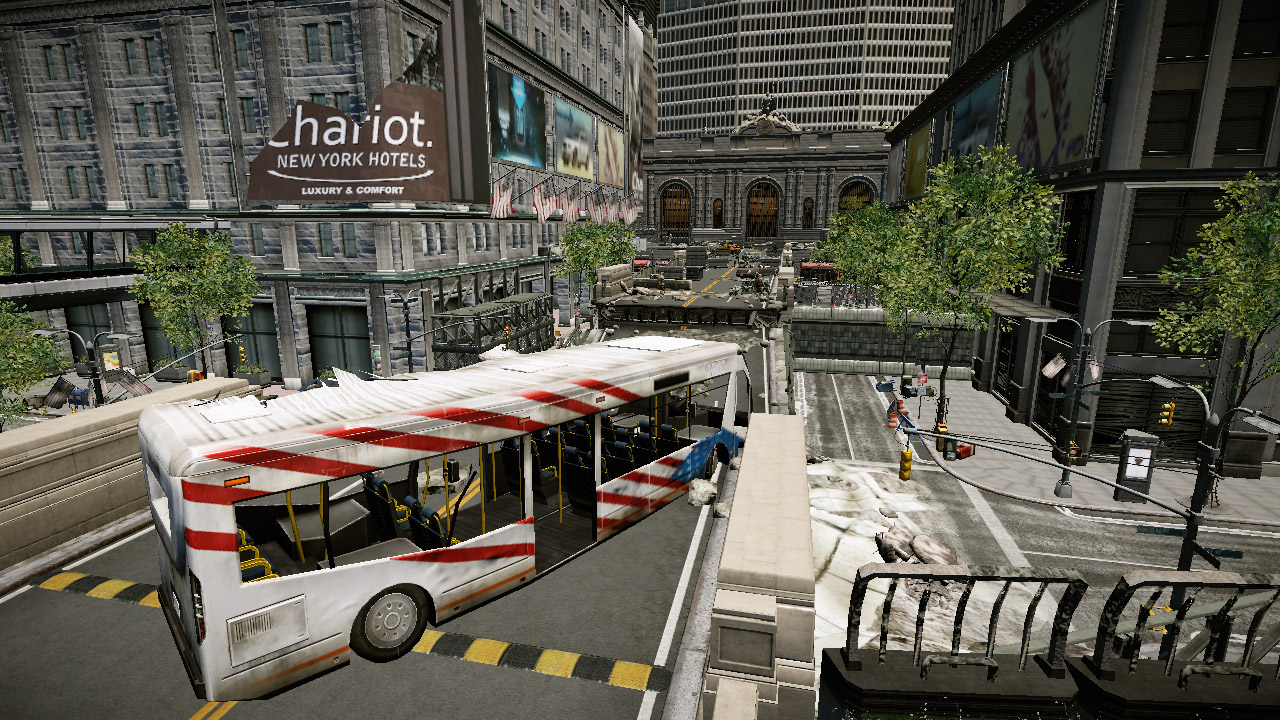 chariot.
NEW YORK HOTELS
LUXURY & COMFORT